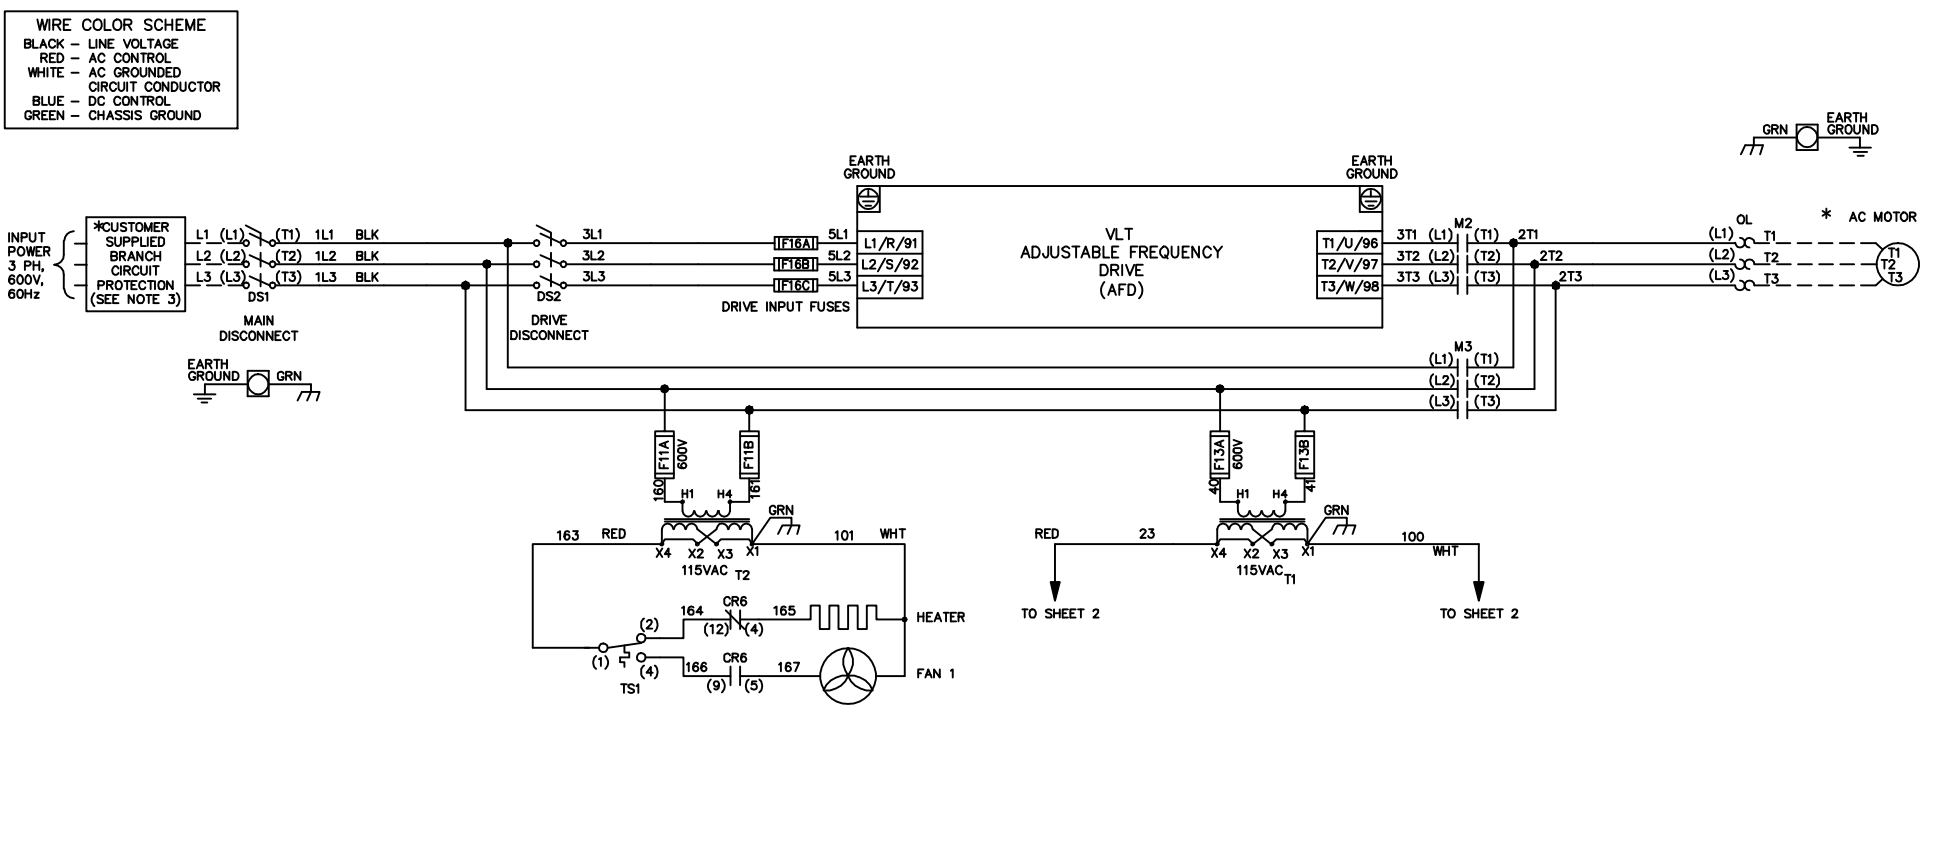 WIRE COLOR SCHEME
BLACK – LINE VOLTAGE
RED – AC CONTROL
WHITE – AC GROUNDED
CIRCUIT CONDUCTOR
BLUE – DC CONTROL
GREEN – CHASSIS GROUND
GRN
EARTH
GROUND
EARTH
GROUND
EARTH
GROUND
* AC MOTOR
INPUT
POWER
3 PH,
600V,
60Hz
*CUSTOMER
SUPPLIED
BRANCH
CIRCUIT
PROTECTION
(SEE NOTE 3)
L1 (L1) (T1) 1L1 BLK
L2 (L2) (T2) 1L2 BLK
L3 (L3) (T3) 1L3 BLK
DS1
MAIN
DISCONNECT
3L1
3L2
3L3
DS2
DRIVE
DISCONNECT
F16A 5L1 L1/R/91
F16B 5L2 L2/S/92
F16C 5L3 L3/T/93
DRIVE INPUT FUSES
VLT
ADJUSTABLE FREQUENCY
DRIVE
(AFD)
M2
T1/U/96 3T1 (L1) (T1) 2T1
T2/V/97 3T2 (L2) (T2) 2T2
T3/W/98 3T3 (L3) (T3) 2T3
OL
(L1) T1
(L2) T2
(L3) T3
T1
T2
T3
EARTH
GROUND
GRN
M3
(L1) (T1)
(L2) (T2)
(L3) (T3)
F11A
600V
F11B
160
161
H1 H4
GRN
163 RED
101 WHT
X4 X2 X3 X1
115VAC T2
F13A
600V
F13B
40
41
H1 H4
GRN
RED 23
100
WHT
X4 X2 X3 X1
115VAC T1
TO SHEET 2
TO SHEET 2
164 CR6 165
(12) (4)
HEATER
(2)
(1)
(4)
TS1
166 CR6 167
(9) (5)
FAN 1